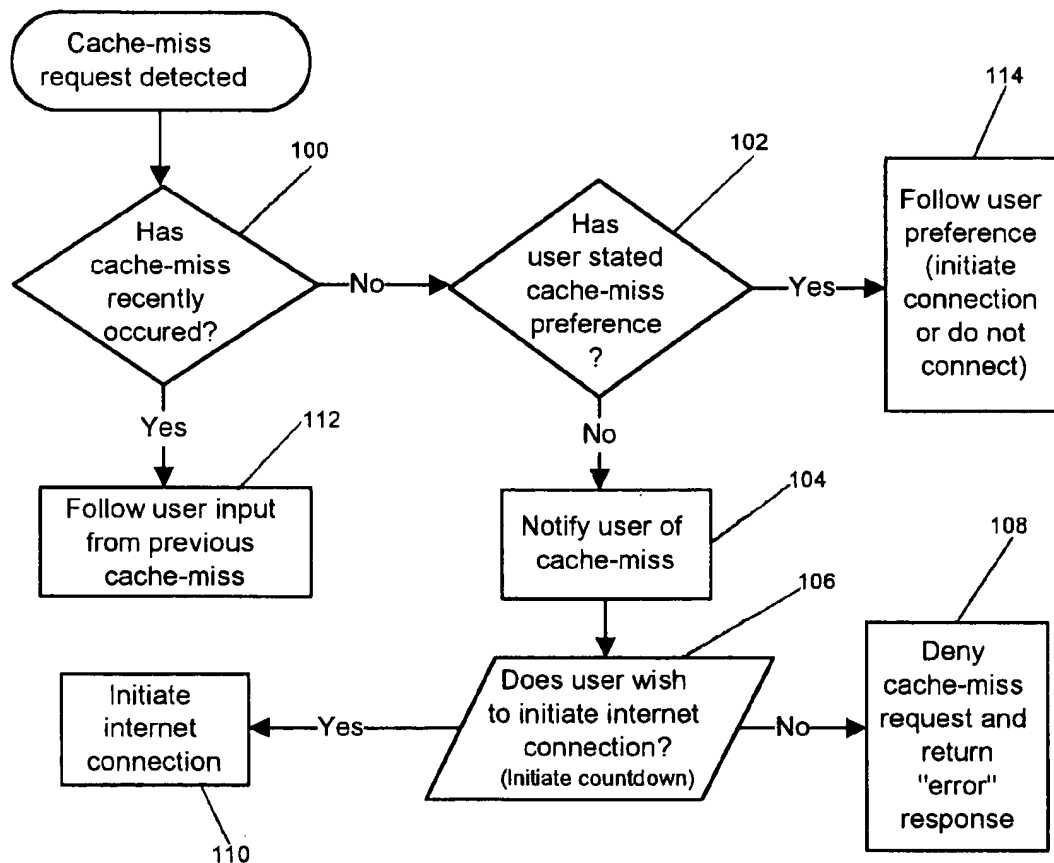 Cache-miss
request detected
100
Has
cache-miss
recently
occured?
No
102
Has
user stated
cache-miss
preference
?
Yes
114
Follow user
preference
(initiate
connection
or do not
connect)
Yes
112
Follow user input
from previous
cache-miss
No
104
Notify user of
cache-miss
106
Does user wish
to initiate internet
connection?
(Initiate countdown)
Yes
Initiate
internet
connection
110
No
108
Deny
cache-miss
request and
return
"error"
response